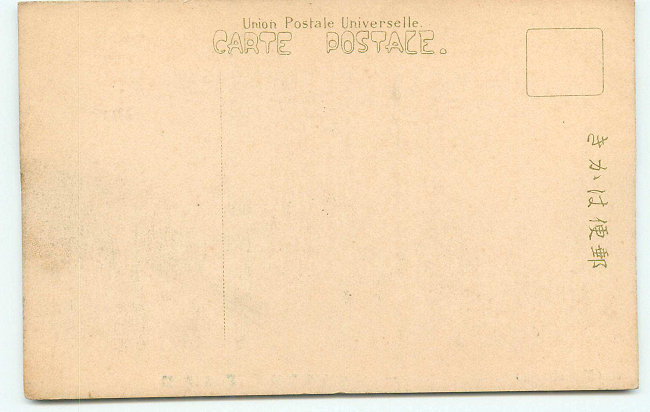 Union Postale Universelle.
CARTE POSTALE.
きかは便郵